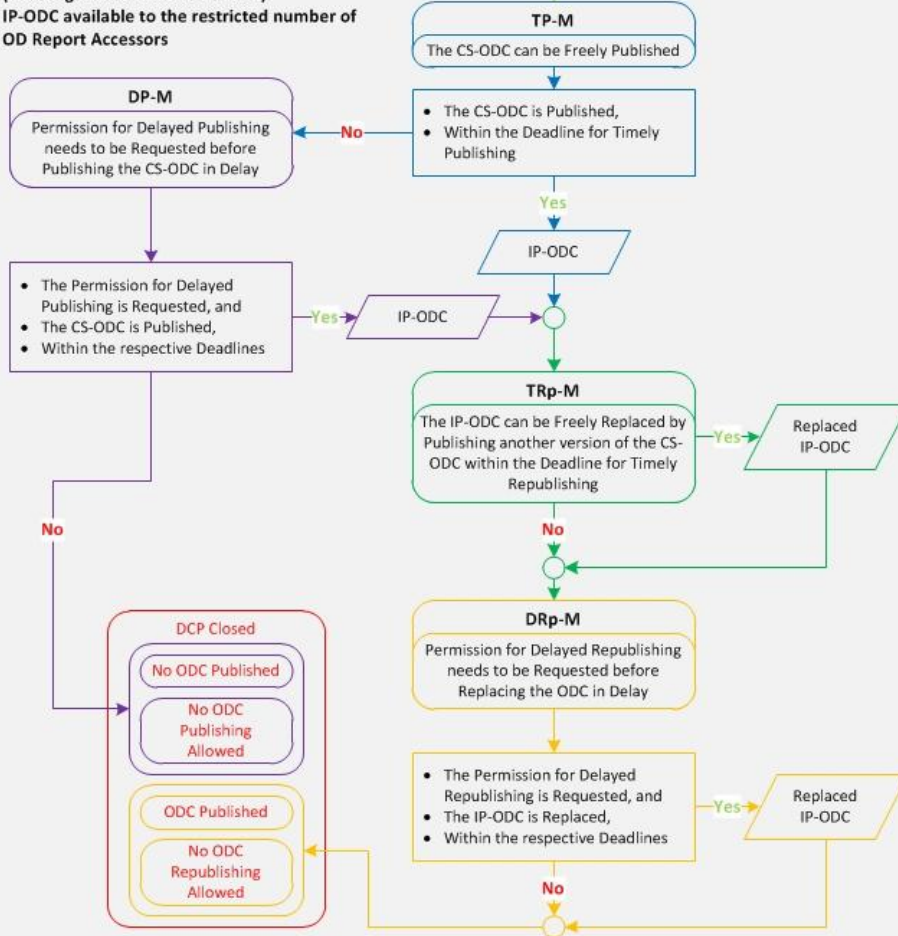 IP-ODC available to the restricted number of
OD Report Accessors
TP-M
The CS-ODC can be Freely Published
DP-M
Permission for Delayed Publishing
needs to be Requested before
Publishing the CS-ODC in Delay
No
• The CS-ODC is Published,
• Within the Deadline for Timely
Publishing
Yes
IP-ODC
• The Permission for Delayed
Publishing is Requested, and
• The CS-ODC is Published,
• Within the respective Deadlines
Yes
IP-ODC
TRp-M
The IP-ODC can be Freely Replaced by
Publishing another version of the CS-
ODC within the Deadline for Timely
Republishing
Yes
Replaced
IP-ODC
No
No
DRp-M
Permission for Delayed Republishing
needs to be Requested before
Replacing the ODC in Delay
DCP Closed
No ODC Published
No ODC
Publishing
Allowed
ODC Published
No ODC
Republishing
Allowed
• The Permission for Delayed
Republishing is Requested, and
• The IP-ODC is Replaced,
• Within the respective Deadlines
Yes
Replaced
IP-ODC
No